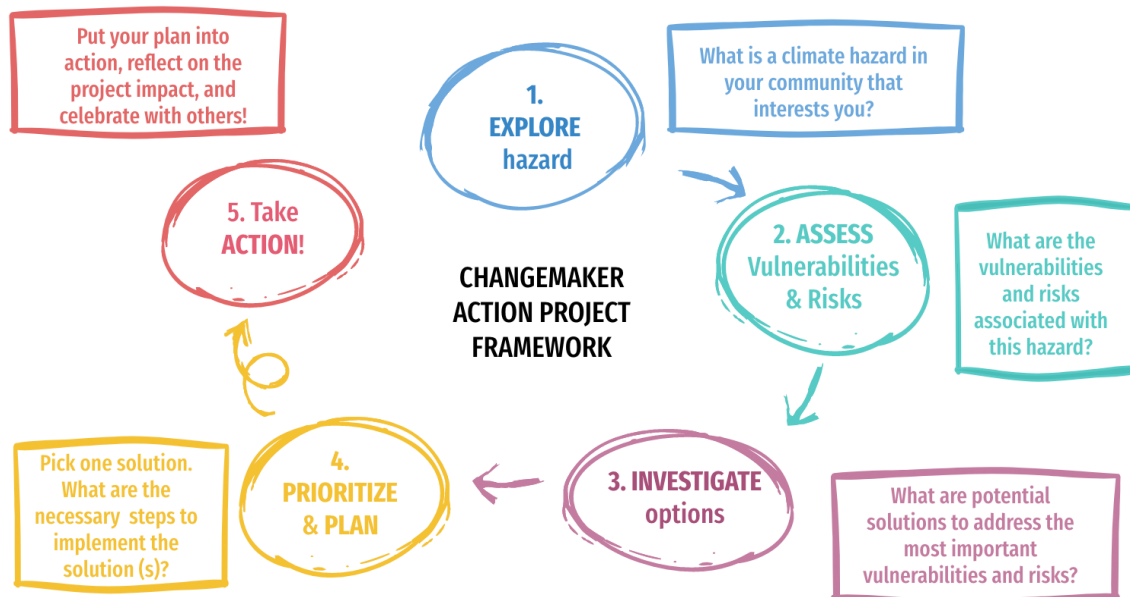 Put your plan into
action, reflect on the
project impact, and
celebrate with others!
1.
EXPLORE
hazard
What is a climate hazard in
your community that
interests you?
5. Take
ACTION!
2. ASSESS
Vulnerabilities
& Risks
What are the
vulnerabilities
and risks
associated with
this hazard?
CHANGEMAKER
ACTION PROJECT
FRAMEWORK
Pick one solution.
What are the
necessary steps to
implement the
solution (s)?
4.
PRIORITIZE
& PLAN
3. INVESTIGATE
options
What are potential
solutions to address the
most important
vulnerabilities and risks?